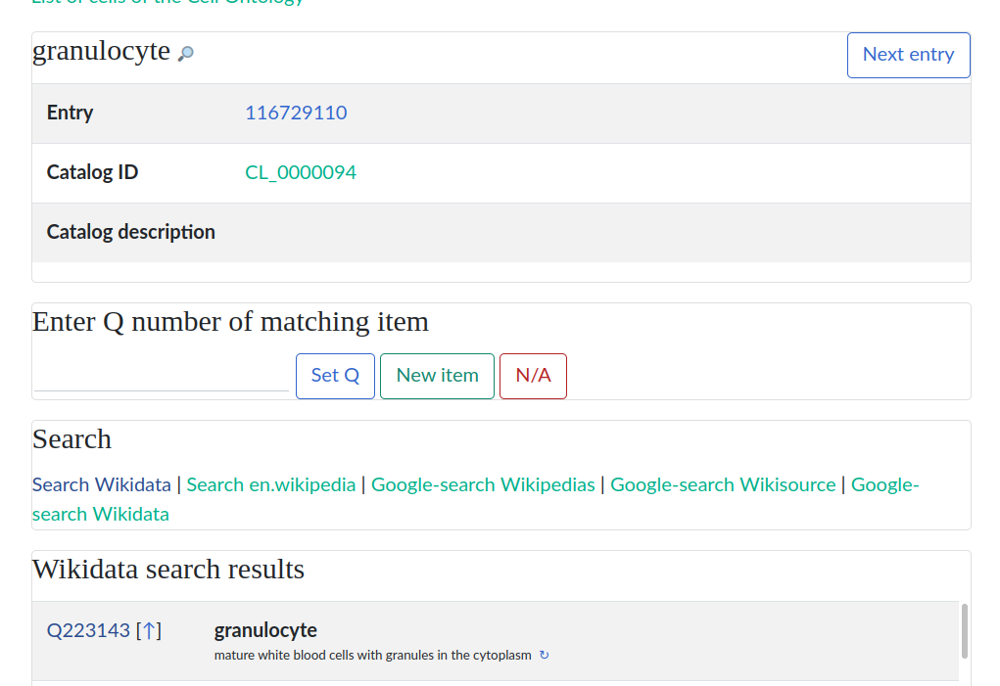 List of cells of the Cell Ontology
granulocyte
Next entry
Entry 116729110
Catalog ID CL_0000094
Catalog description
Enter Q number of matching item
Set Q New item N/A
Search
Search Wikidata | Search en.wikipedia | Google-search Wikipedias | Google-search Wikisource | Google-
search Wikidata
Wikidata search results
Q223143 [↑] granulocyte
mature white blood cells with granules in the cytoplasm ↻